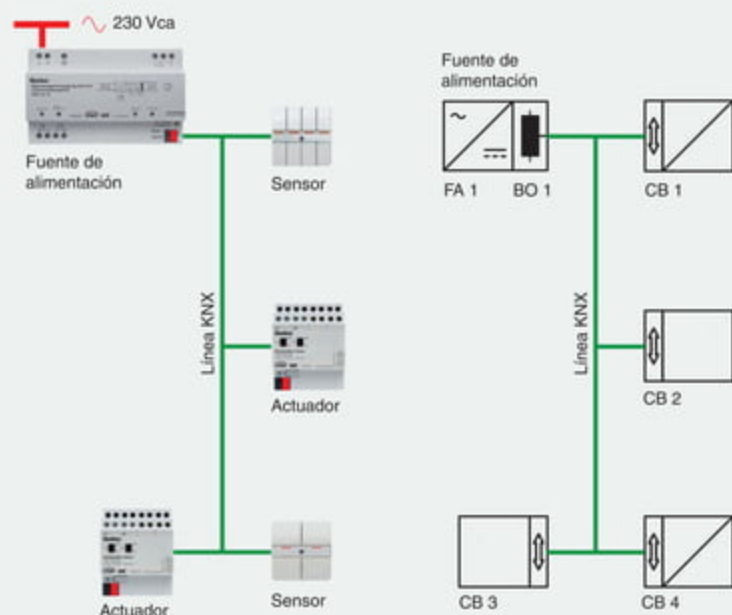 230 Vca
Fuente de
alimentación
Sensor
Línea KNX
Actuador
Actuador
Sensor
Fuente de
alimentación
FA 1
BO 1
CB 1
Línea KNX
CB 2
CB 3
CB 4